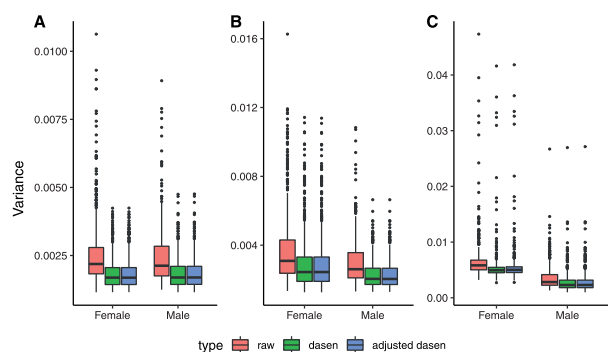 A
B
C
Variance
0.0100
0.0075
0.0050
0.0025
Female
Male
0.016
0.012
0.008
0.004
Female
Male
0.04
0.03
0.02
0.01
0.00
Female
Male
type raw dasen adjusted dasen